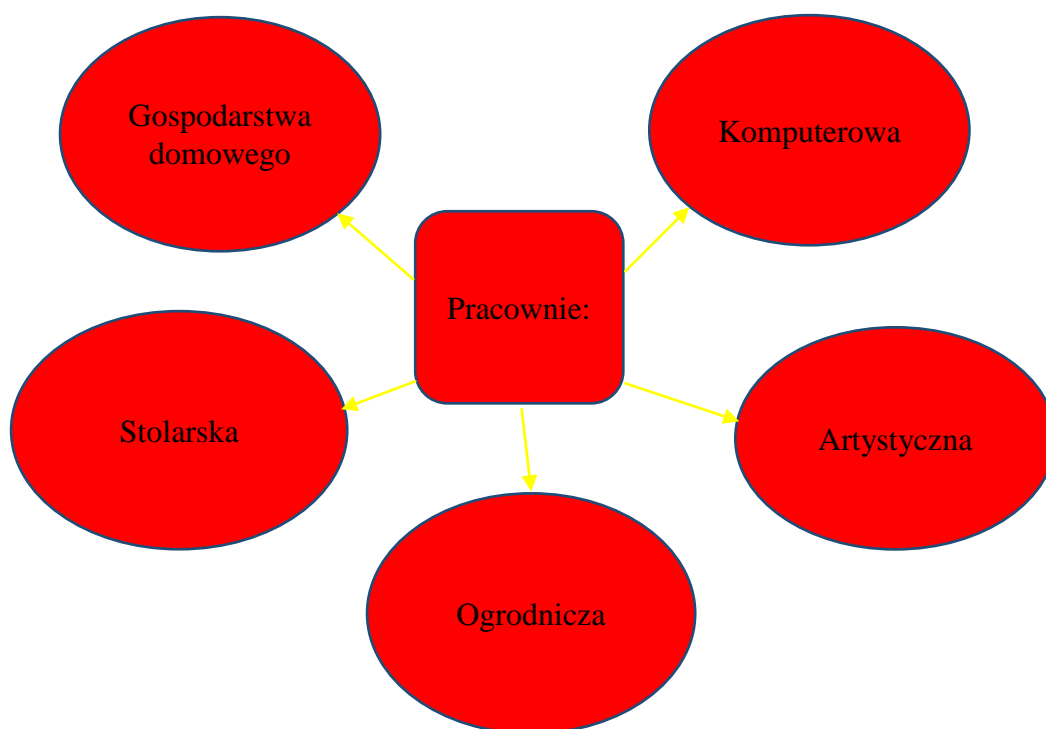 Gospodarstwa
domowego
Komputerowa
Pracownie:
Stolarska
Artystyczna
Ogrodnicza